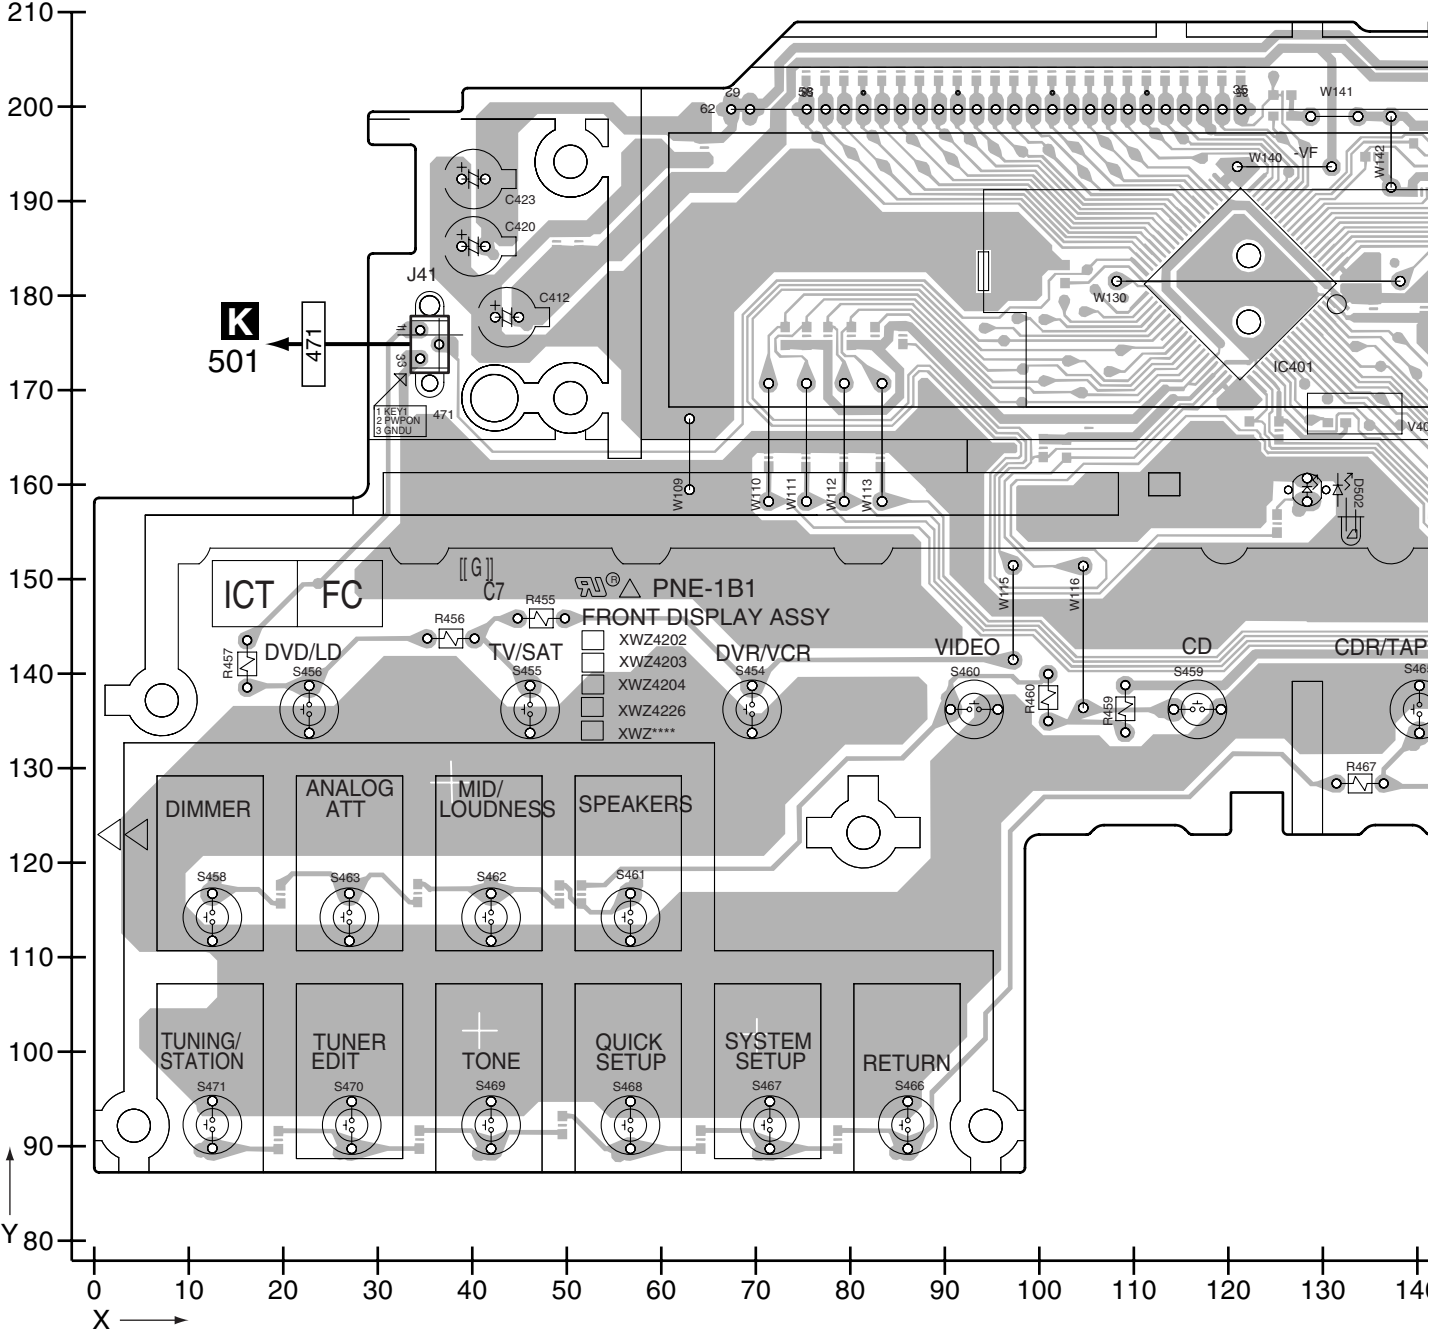 210
200
190
180
170
160
150
140
130
120
110
100
90
80
Y
0 10 20 30 40 50 60 70 80 90 100 110 120 130
X
62
62
58
35
W141
W140
-VF
W142
C423
C420
J41
C412
W130
K
501
471
IC401
1 KEY1
2 PWPON
3 GNDU
471
W109
W110
W111
W112
W113
D502
ICT
FC
[[ G ]]
C7
® PNE-1B1
W115
W116
R455
R456
FRONT DISPLAY ASSY
XWZ4202
XWZ4203
XWZ4204
XWZ4226
XWZ****
R457
DVD/LD
S456
TV/SAT
S455
DVR/VCR
S454
VIDEO
S460
R460
R459
CD
S459
CDR/TAP
R467
DIMMER
ANALOG
ATT
MID/
LOUDNESS
SPEAKERS
S458
S463
S462
S461
TUNING/
STATION
TUNER
EDIT
TONE
QUICK
SETUP
SYSTEM
SETUP
RETURN
S471
S470
S469
S468
S467
S466